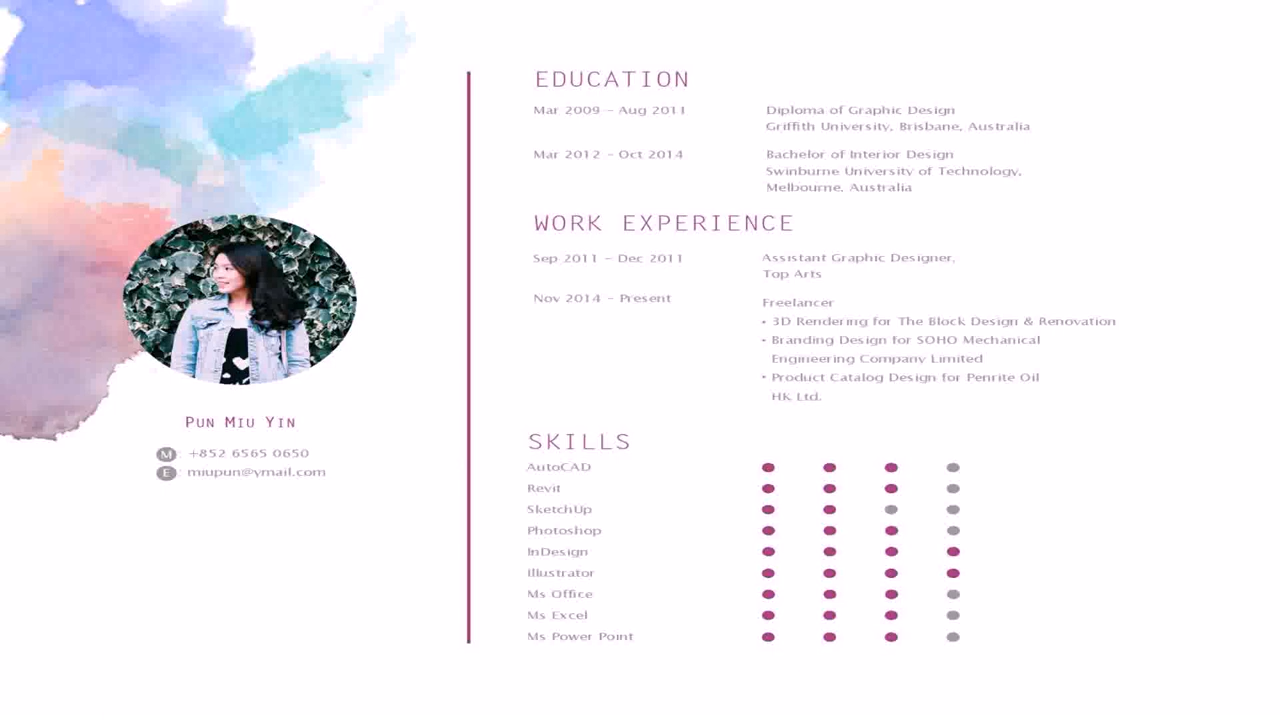 EDUCATION
Mar 2009 – Aug 2011
Diploma of Graphic Design
Griffith University, Brisbane, Australia
Mar 2012 - Oct 2014
Bachelor of Interior Design
Swinburne University of Technology,
Melbourne, Australia
WORK EXPERIENCE
Sep 2011 – Dec 2011
Assistant Graphic Designer,
Top Arts
Nov 2014 - Present
Freelancer
• 3D Rendering for The Block Design & Renovation
• Branding Design for SOHO Mechanical
Engineering Company Limited
• Product Catalog Design for Penrite Oil
HK Ltd.
PUN MIU YIN
M : +852 6565 0650
E : miupun@ymail.com
SKILLS
AutoCAD
Revit
SketchUp
Photoshop
InDesign
Illustrator
Ms Office
Ms Excel
Ms Power Point